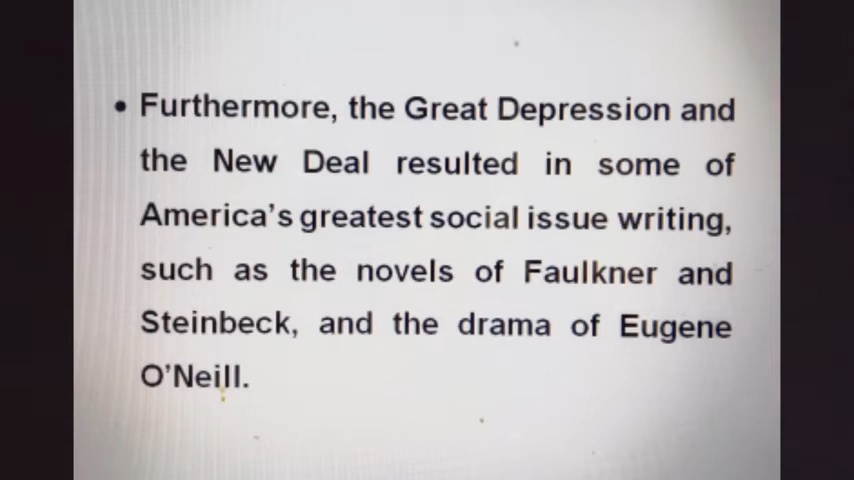 • Furthermore, the Great Depression and
the New Deal resulted in some of
America's greatest social issue writing,
such as the novels of Faulkner and
Steinbeck, and the drama of Eugene
O'Neill.